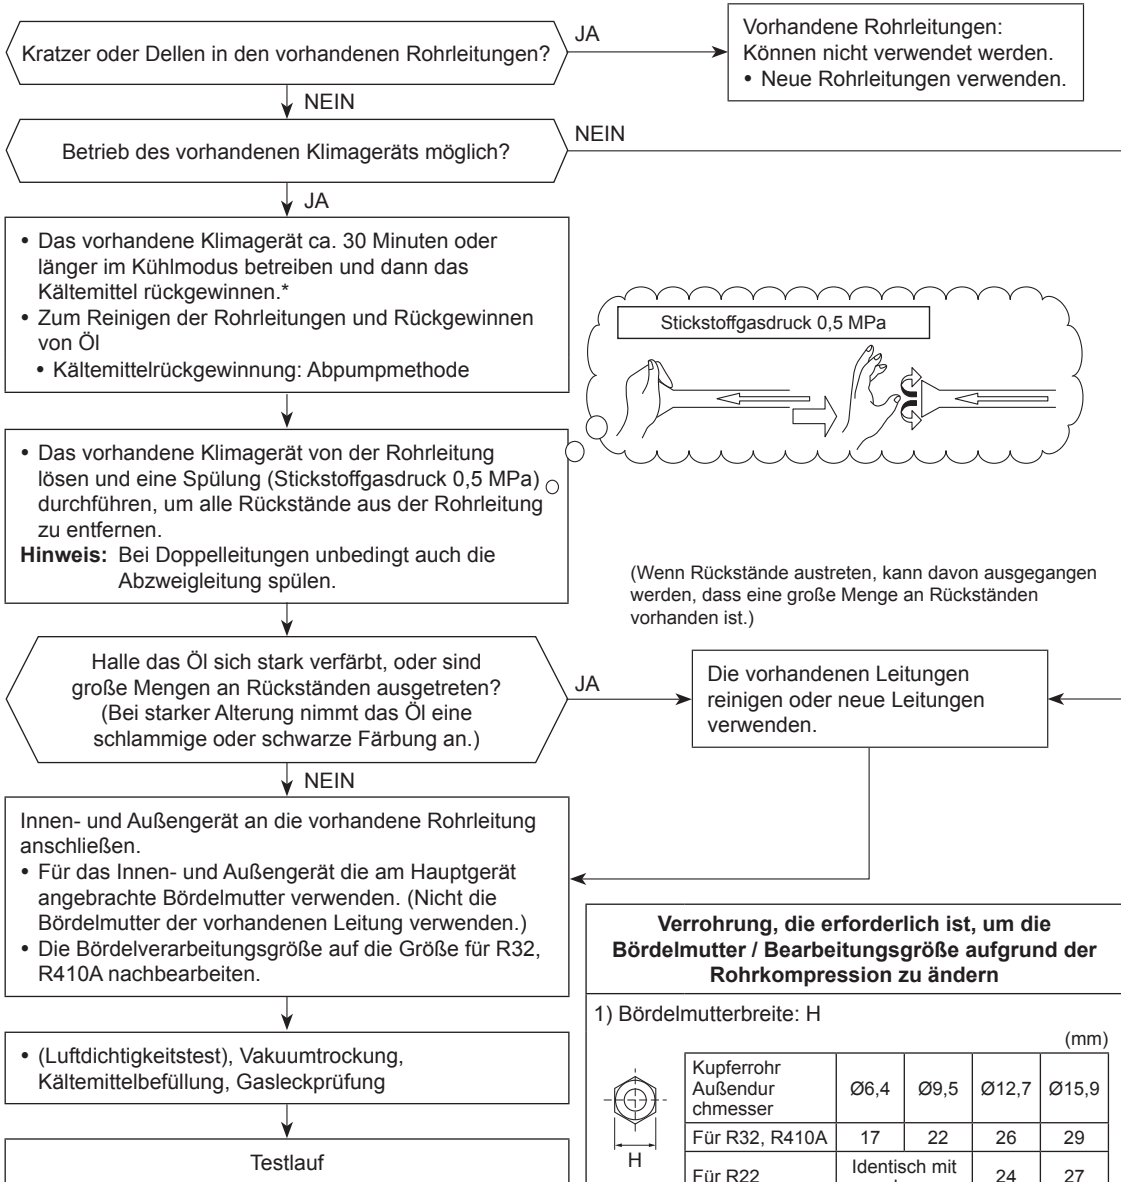 Kratzer oder Dellen in den vorhandenen Rohrleitungen?
JA
Vorhandene Rohrleitungen:
Können nicht verwendet werden.
• Neue Rohrleitungen verwenden.
NEIN
Betrieb des vorhandenen Klimageräts möglich?
NEIN
JA
• Das vorhandene Klimagerät ca. 30 Minuten oder
länger im Kühlmodus betreiben und dann das
Kältemittel rückgewinnen.*
• Zum Reinigen der Rohrleitungen und Rückgewinnen
von Öl
• Kältemittelrückgewinnung: Abpumpmethode
Stickstoffgasdruck 0,5 MPa
• Das vorhandene Klimagerät von der Rohrleitung
lösen und eine Spülung (Stickstoffgasdruck 0,5 MPa)
durchführen, um alle Rückstände aus der Rohrleitung
zu entfernen.
Hinweis: Bei Doppelleitungen unbedingt auch die
Abzweigleitung spülen.
(Wenn Rückstände austreten, kann davon ausgegangen
werden, dass eine große Menge an Rückständen
vorhanden ist.)
Halle das Öl sich stark verfärbt, oder sind
große Mengen an Rückständen ausgetreten?
(Bei starker Alterung nimmt das Öl eine
schlammige oder schwarze Färbung an.)
JA
Die vorhandenen Leitungen
reinigen oder neue Leitungen
verwenden.
NEIN
Innen- und Außengerät an die vorhandene Rohrleitung
anschließen.
• Für das Innen- und Außengerät die am Hauptgerät
angebrachte Bördelmutter verwenden. (Nicht die
Bördelmutter der vorhandenen Leitung verwenden.)
• Die Bördelverarbeitungsgröße auf die Größe für R32,
R410A nachbearbeiten.
• (Luftdichtigkeitstest), Vakuumtrockung,
Kältemittelbefüllung, Gasleckprüfung
Testlauf
Verrohrung, die erforderlich ist, um die
Bördelmutter / Bearbeitungsgröße aufgrund der
Rohrkompression zu ändern
1) Bördelmutterbreite: H
(mm)
H
Kupferrohr
Außendur
chmesser
Ø6,4 Ø9,5 Ø12,7 Ø15,9
Für R32, R410A 17 22 26 29
Für R22 Identisch mit 24 27